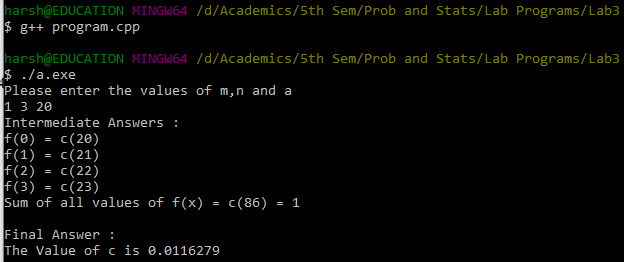 harsh@EDUCATION MINGW64 /d/Academics/5th Sem/Prob and Stats/Lab Programs/Lab3
$ g++ program.cpp
harsh@EDUCATION MINGW64 /d/Academics/5th Sem/Prob and Stats/Lab Programs/Lab3
$ ./a.exe
Please enter the values of m,n and a
1 3 20
Intermediate Answers :
f(0) = c(20)
f(1) = c(21)
f(2) = c(22)
f(3) = c(23)
Sum of all values of f(x) = c(86) = 1
Final Answer :
The Value of c is 0.0116279